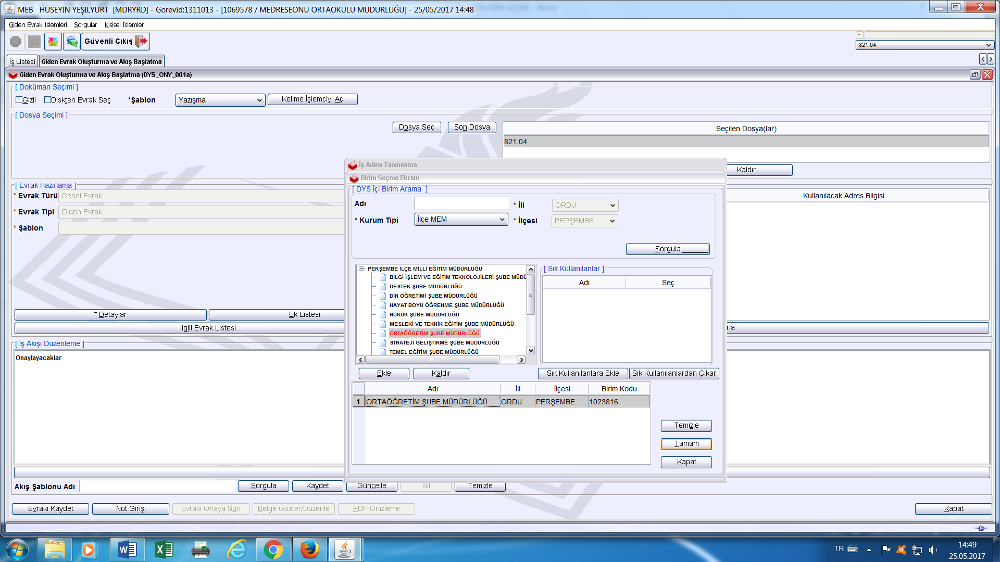 MEB HÜSEYİN YEŞİLYURT [MDRYRD] - GorevId:1311013 - [1069578 / MEDRESEÖNÜ ORTAOKULU MÜDÜRLÜĞÜ] - 25/05/2017 14:48
Giden Evrak Islemleri Sorgular Kisisel Islemler
Güvenli Çıkış
821.04
İş Listesi Giden Evrak Oluşturma ve Akış Başlatma
Giden Evrak Oluşturma ve Akış Başlatma (DYS_ONY_001a)
[ Doküman Seçimi ]
Gizli Diskten Evrak Seç *Şablon Yazışma Kelime İşlemciyi Aç
[ Dosya Seçimi ]
Dosya Seç Son Dosya Seçilen Dosya(lar)
821.04
Kaldır
[ Evrak Hazırlama ]
* Evrak Türü Genel Evrak
* Evrak Tipi Giden Evrak
* Şablon
Kullanılacak Adres Bilgisi
* Detaylar Ek Listesi
İlgili Evrak Listesi
rla
[ İş Akışı Düzenleme ]
Onaylayacaklar
İş Adımı Tanımlama
Birim Seçme Ekranı
[ DYS İçi Birim Arama ]
Adı * İli ORDU
* Kurum Tipi İlçe MEM * İlçesi PERŞEMBE
Sorgula
PERŞEMBE İLÇE MİLLİ EĞİTİM MÜDÜRLÜĞÜ
BİLGİ İŞLEM VE EĞİTİM TEKNOLOJİLERİ ŞUBE MÜDÜ
DESTEK ŞUBE MÜDÜRLÜĞÜ
DİN ÖĞRETİMİ ŞUBE MÜDÜRLÜĞÜ
HAYAT BOYU ÖĞRENME ŞUBE MÜDÜRLÜĞÜ
HUKUK ŞUBE MÜDÜRLÜĞÜ
MESLEKİ VE TEKNİK EĞİTİM ŞUBE MÜDÜRLÜĞÜ
ORTAÖĞRETİM ŞUBE MÜDÜRLÜĞÜ
STRATEJİ GELİŞTİRME ŞUBE MÜDÜRLÜĞÜ
TEMEL EĞİTİM ŞUBE MÜDÜRLÜĞÜ
[ Sık Kullanılanlar ]
Adı Seç
Ekle Kaldır Sık Kullanılanlara Ekle Sık Kullanılanlardan Çıkar
Adı İli İlçesi Birim Kodu
1 ORTAÖĞRETİM ŞUBE MÜDÜRLÜĞÜ ORDU PERŞEMBE 1023816
Temizle
Tamam
Kapat
Akış Şablonu Adı Sorgula Kaydet Güncelle Sil Temizle
Evrakı Kaydet Not Girişi Evrakı Onaya Sun Belge Göster/Düzenle PDF Önizleme Kapat
TR 14:49
25.05.2017